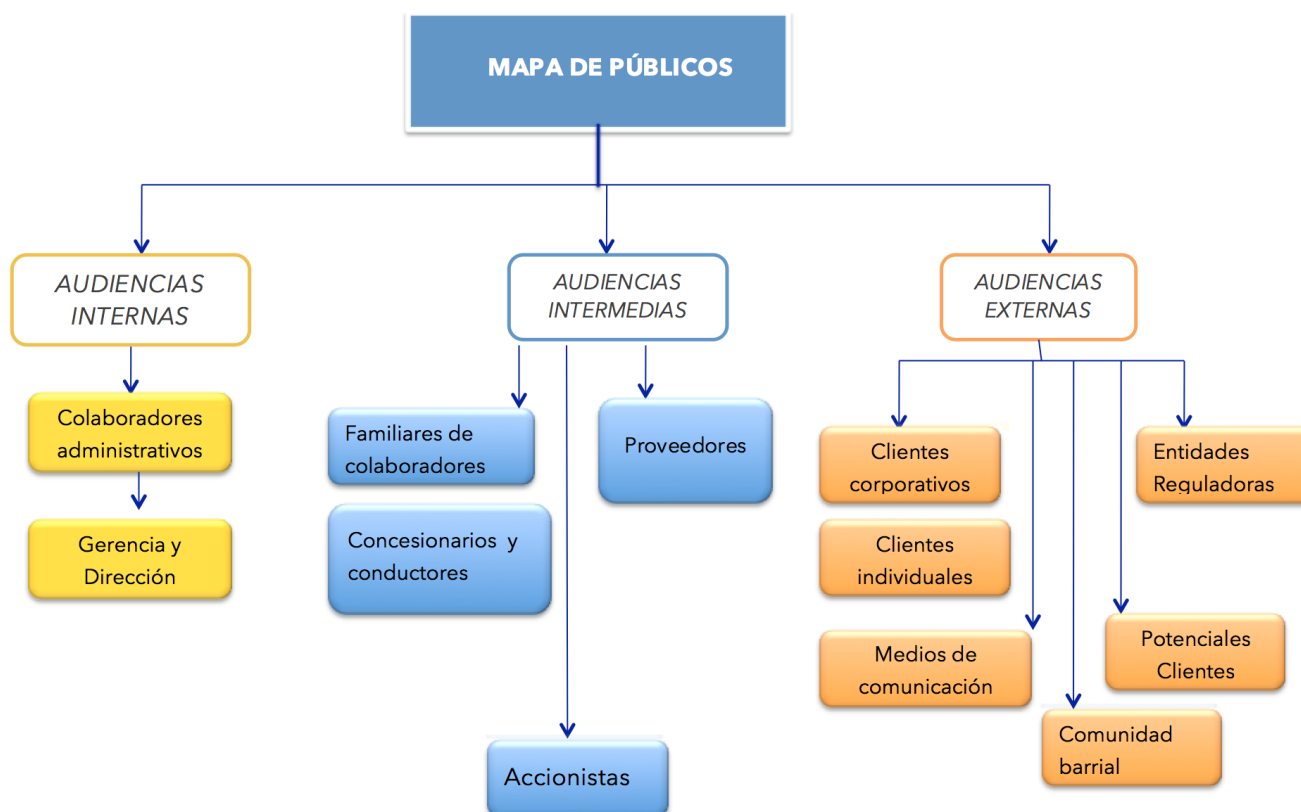 MAPA DE PÚBLICOS
AUDIENCIAS
INTERNAS
Colaboradores
administrativos
Gerencia y
Dirección
AUDIENCIAS
INTERMEDIAS
Familiares de
colaboradores
Proveedores
Concesionarios y
conductores
Accionistas
AUDIENCIAS
EXTERNAS
Clientes
corporativos
Entidades
Reguladoras
Clientes
individuales
Medios de
comunicación
Potenciales
Clientes
Comunidad
barrial